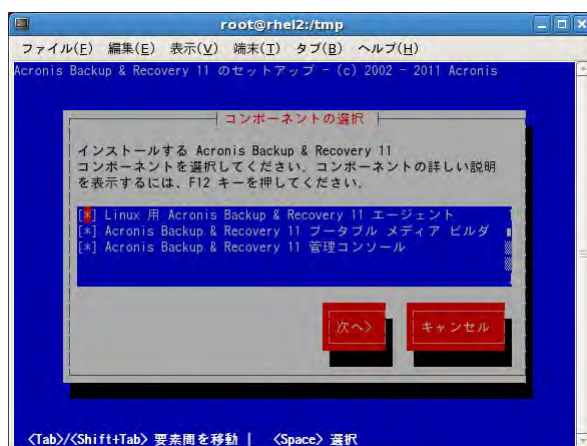 root@rhel2:/tmp
ファイル(F) 編集(E) 表示(V) 端末(T) タブ(B) ヘルプ(H)
Acronis Backup & Recovery 11 のセットアップ - (c) 2002 - 2011 Acronis
コンポーネントの選択
インストールする Acronis Backup & Recovery 11
コンポーネントを選択してください. コンポーネントの詳しい説明
を表示するには、F12 キーを押してください.
[*] Linux 用 Acronis Backup & Recovery 11 エージェント
[*] Acronis Backup & Recovery 11 ブータブル メディア ビルダ
[*] Acronis Backup & Recovery 11 管理コンソール
次へ>
キャンセル
<Tab>/<Shift+Tab> 要素間を移動 | <Space> 選択